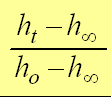 h_t – h_∞
h_o – h_∞